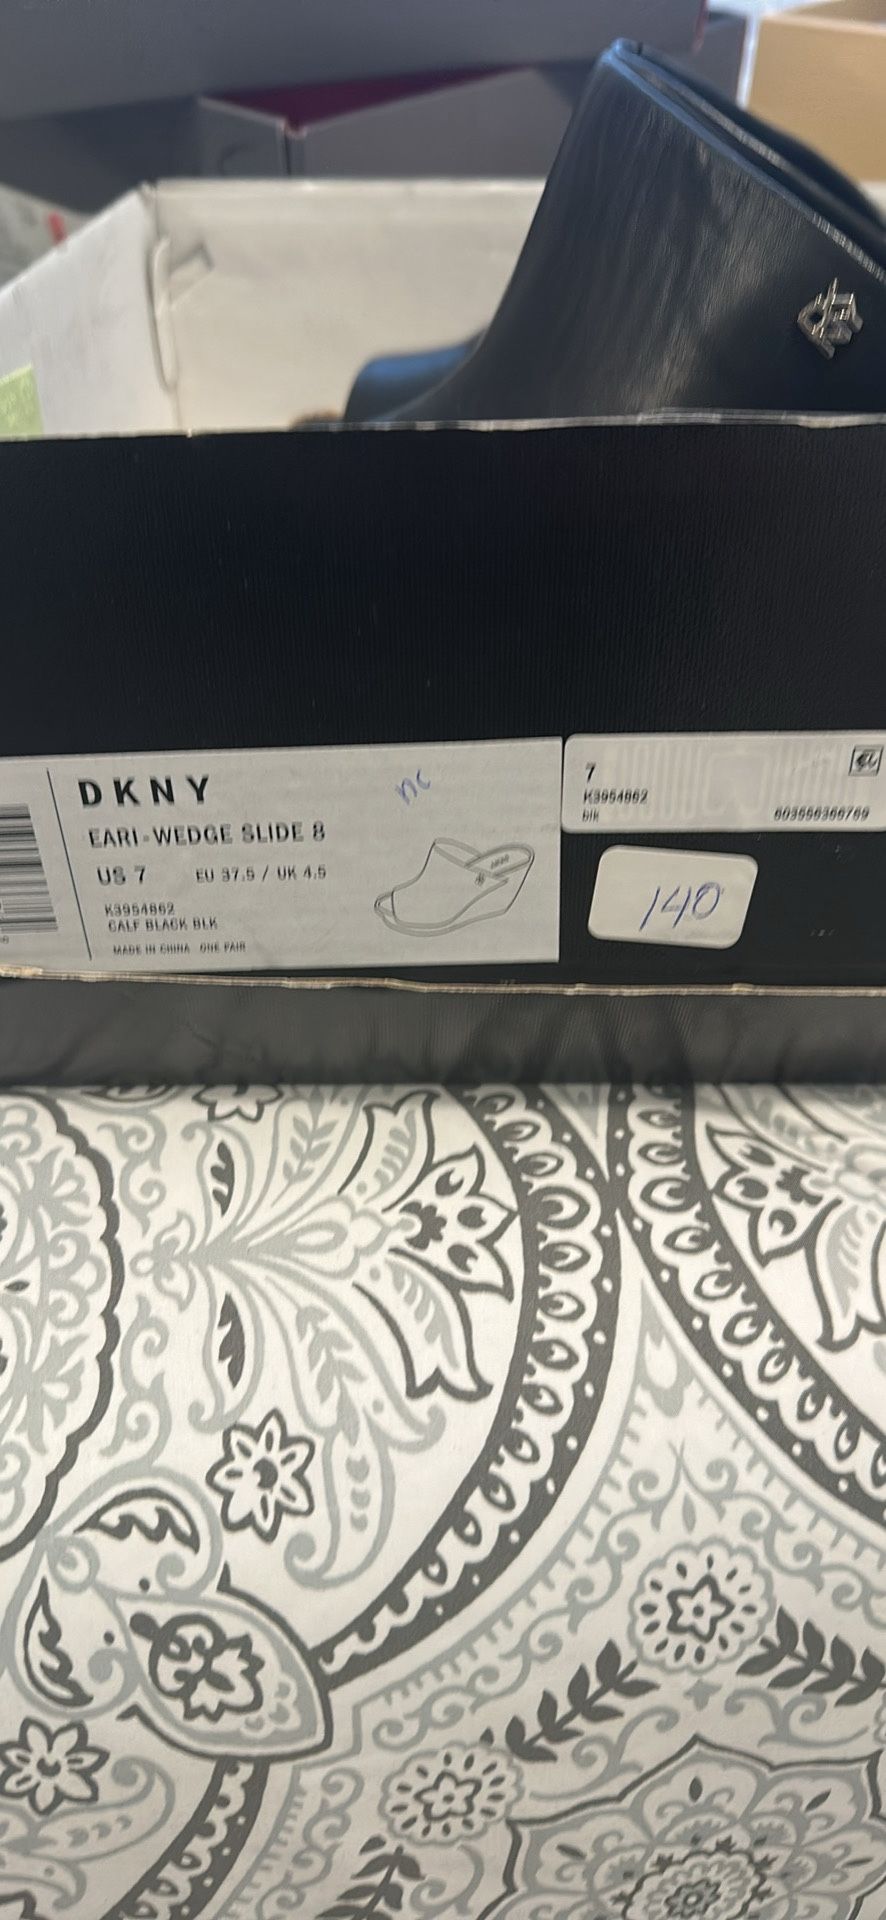 DKNY
nc
EARI-WEDGE SLIDE 8
US 7 EU 37.5 / UK 4.5
K3954862
CALF BLACK BLK
MADE IN CHINA ONE PAIR
7
K3954862
blk 603556366769
140